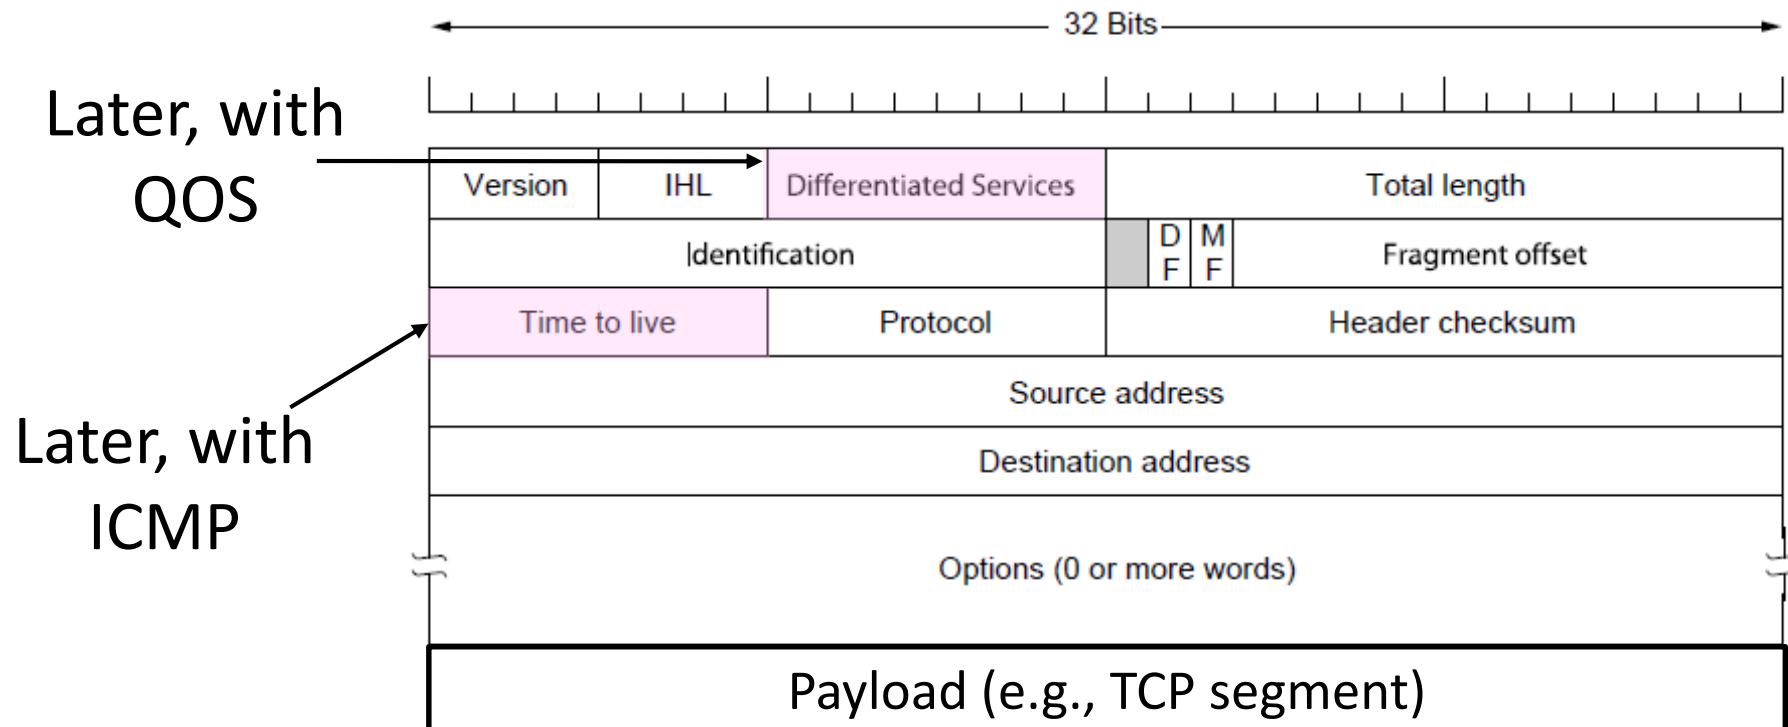 32 Bits
Later, with
QOS
Version IHL Differentiated Services Total length
Identification D M Fragment offset
F F
Time to live Protocol Header checksum
Source address
Later, with
ICMP
Destination address
Options (0 or more words)
Payload (e.g., TCP segment)